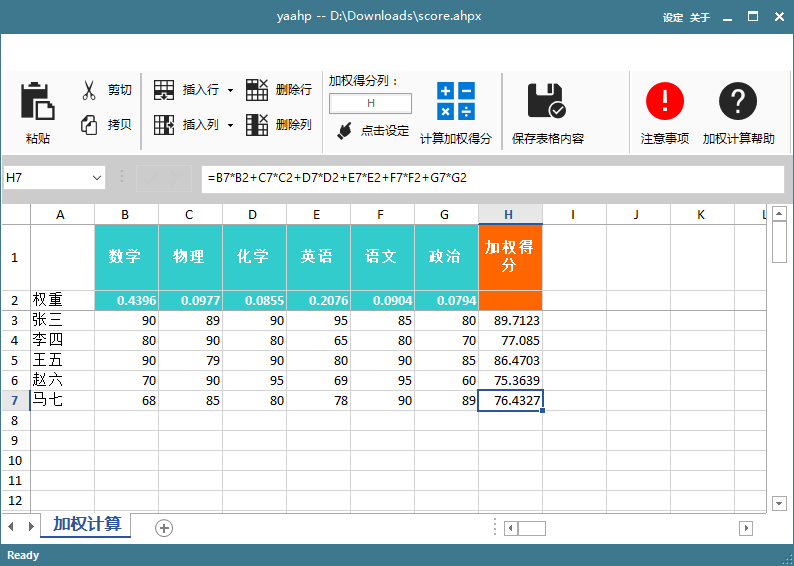 yaahp -- D:\Downloads\score.ahpx
设定 关于
粘贴
剪切
拷贝
插入行
插入列
删除行
删除列
加权得分列：
H
点击设定
计算加权得分
保存表格内容
注意事项
加权计算帮助
H7
=B7*B2+C7*C2+D7*D2+E7*E2+F7*F2+G7*G2
A B C D E F G H I J K L
1 数学 物理 化学 英语 语文 政治 加权得
分
2 权重 0.4396 0.0977 0.0855 0.2076 0.0904 0.0794
3 张三 90 89 90 95 85 80 89.7123
4 李四 80 90 80 65 80 70 77.085
5 王五 90 79 90 80 90 85 86.4703
6 赵六 70 90 95 69 95 60 75.3639
7 马七 68 85 80 78 90 89 76.4327
8
9
10
11
12
加权计算
Ready